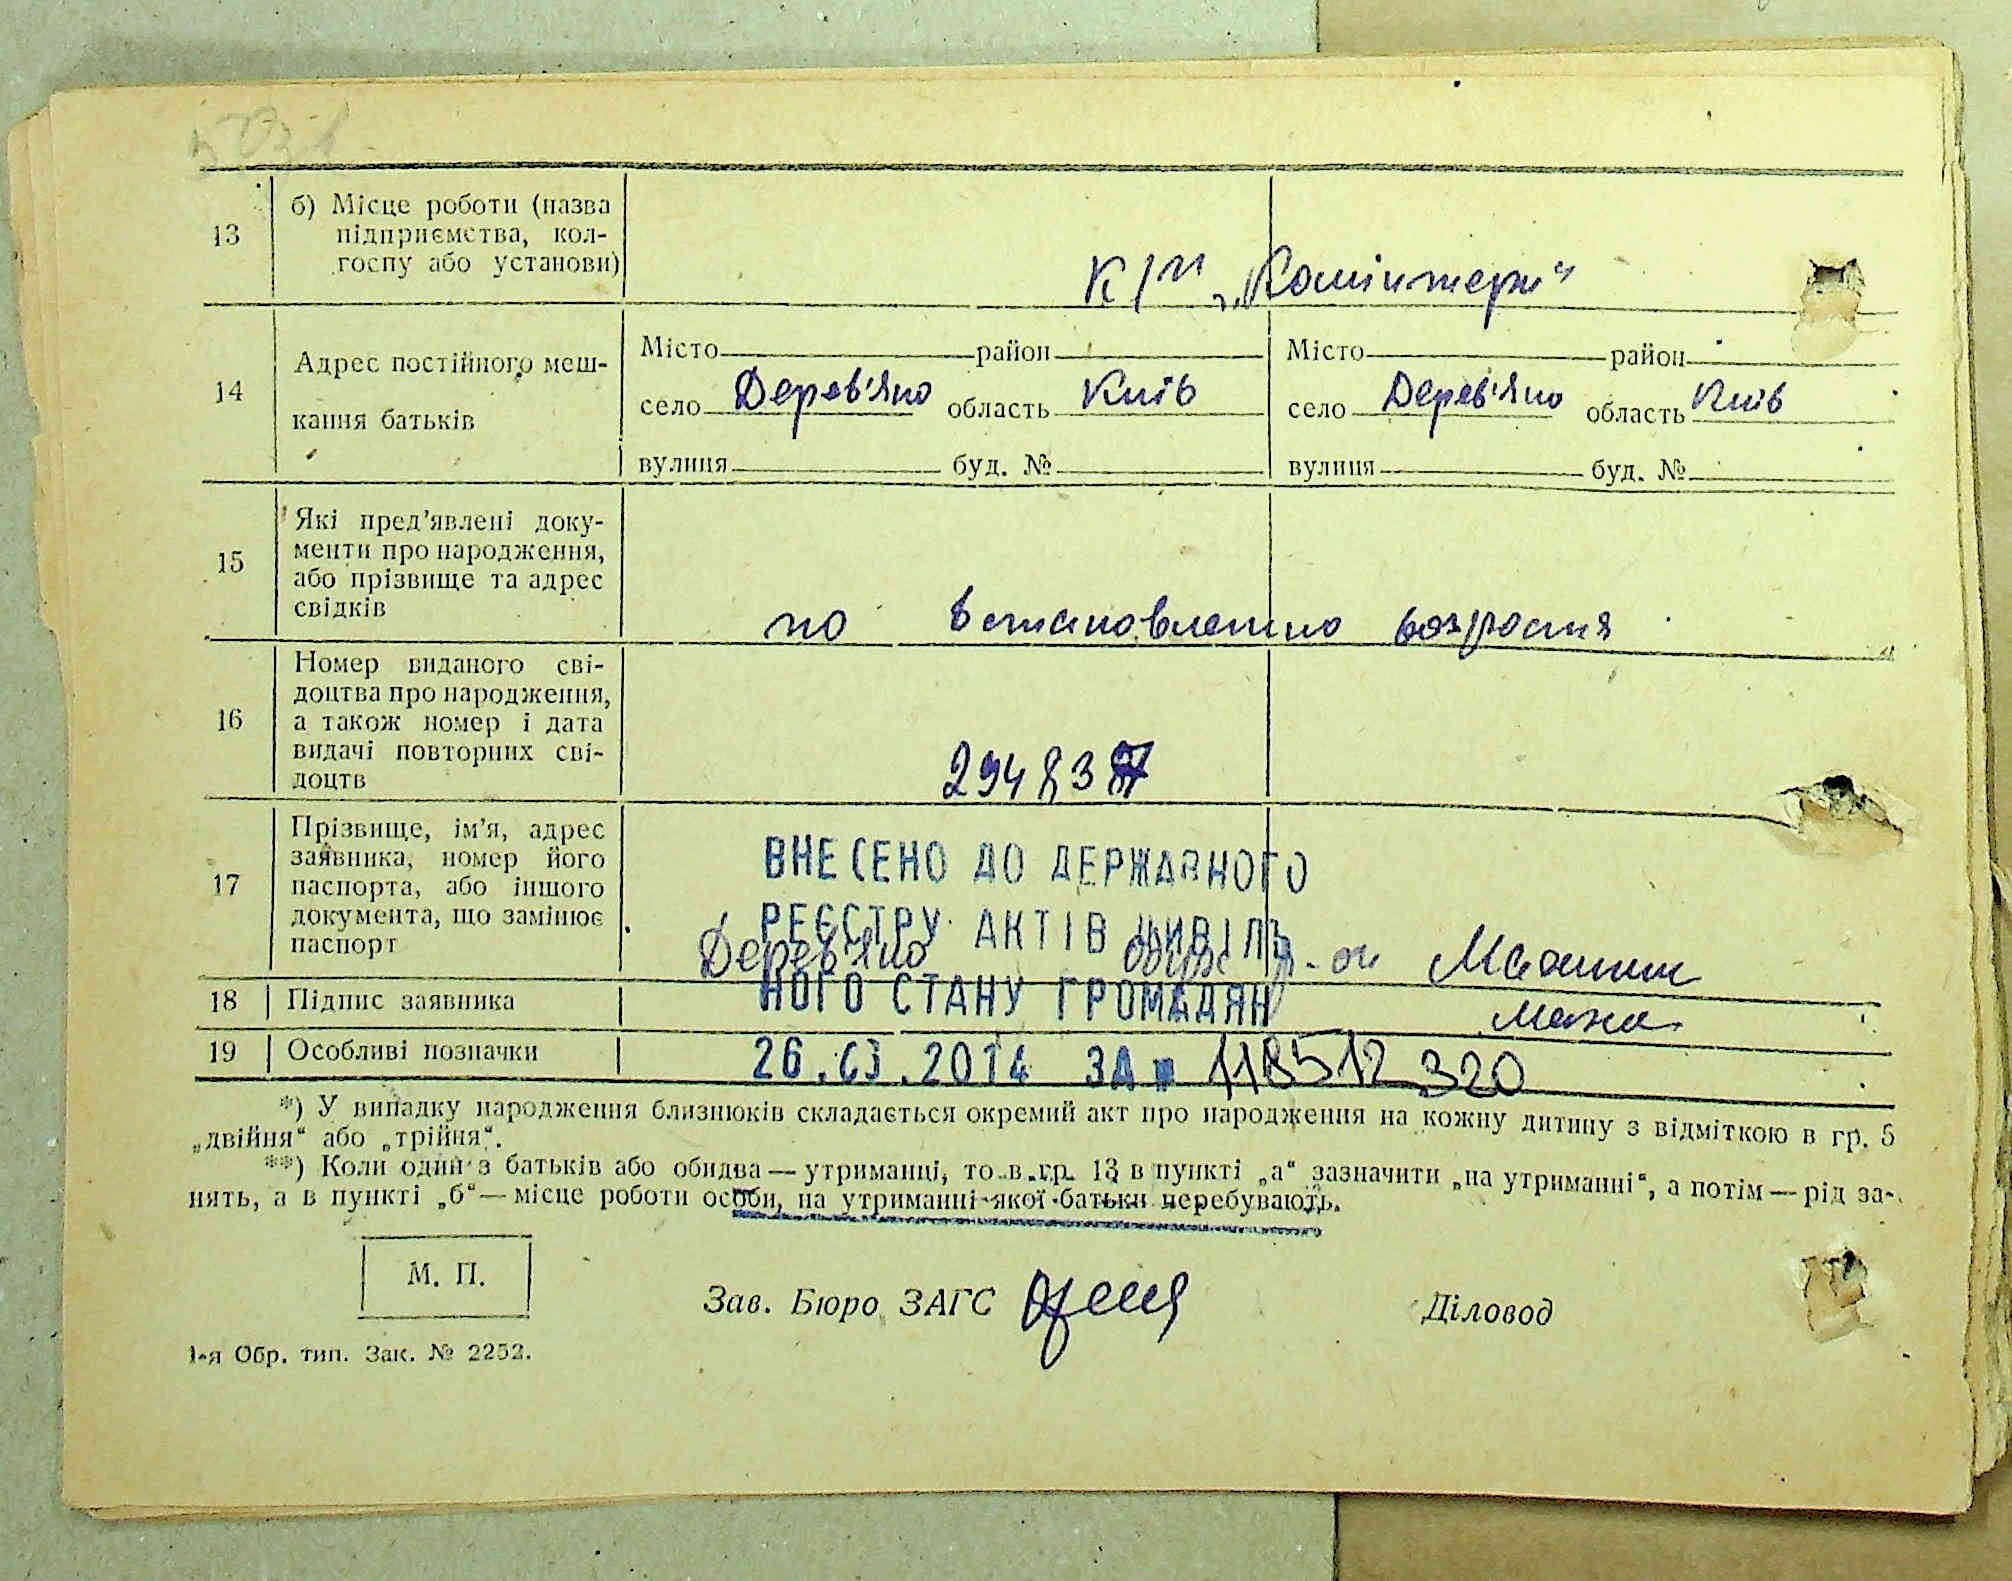 13
б) Місце роботи (назва
підприємства, кол-
госпу або установи)
К/г „Комінтерн“
14
Адрес постійного меш-
кання батьків
Місто район
село Дерев'яно область Київ
вулиця буд. №
Місто район
село Дерев'яно область Київ
вулиця буд. №
15
Які пред'явлені доку-
менти про народження,
або прізвище та адрес
свідків
по встановленню возраста
16
Номер виданого сві-
доцтва про народження,
а також номер і дата
видачі повторних сві-
доцтв
294838
17
Прізвище, ім'я, адрес
заявника, номер його
паспорта, або іншого
документа, що замінює
паспорт
ВНЕСЕНО ДО ДЕРЖАВНОГО
РЕЄСТРУ АКТІВ ЦИВІЛЬ
Дерев'яно
НОГО СТАНУ ГРОМАДЯН
18
Підпис заявника
19
Особливі позначки
26.03.2014 ЗА № 118512320
*) У випадку народження близнюків складається окремий акт про народження на кожну дитину з відміткою в гр. 5
„двійня“ або „трійня“.
**) Коли один з батьків або обидва — утриманці, то в гр. 13 в пункті „а“ зазначити „на утриманні“, а потім — рід за-
нять, а в пункті „б“ — місце роботи особи, на утриманні якої батьки перебувають.
М. П.
Зав. Бюро ЗАГС
Діловод
1-я Обр. тип. Зак. № 2252.